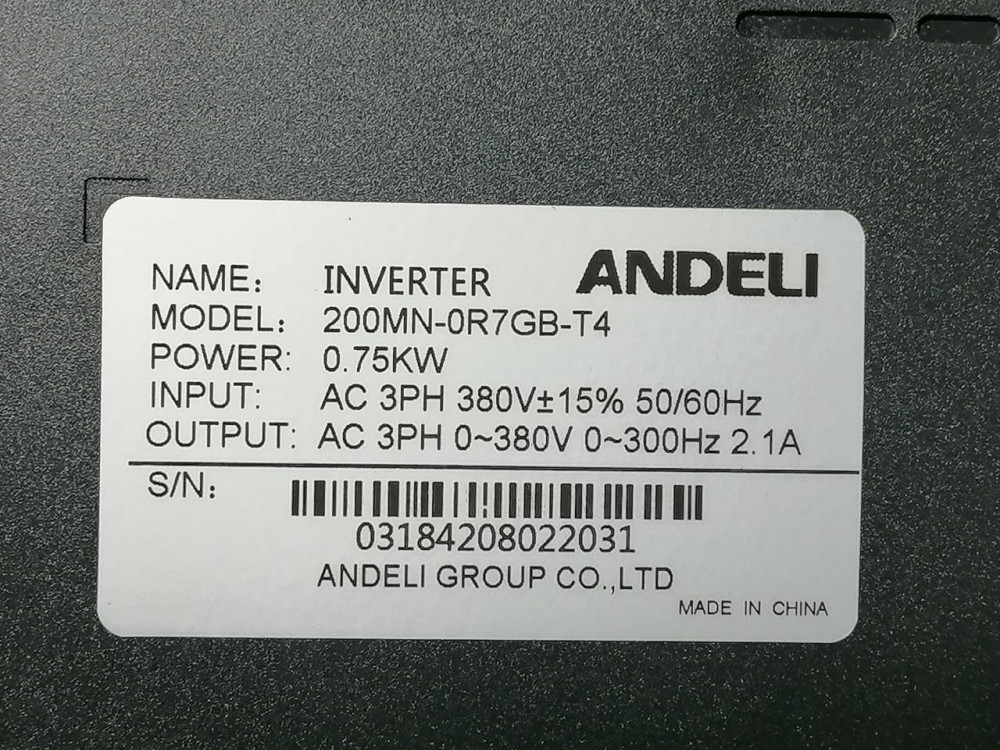 ANDELI
NAME: INVERTER
MODEL: 200MN-0R7GB-T4
POWER: 0.75KW
INPUT: AC 3PH 380V±15% 50/60Hz
OUTPUT: AC 3PH 0~380V 0~300Hz 2.1A
S/N:
03184208022031
ANDELI GROUP CO.,LTD
MADE IN CHINA